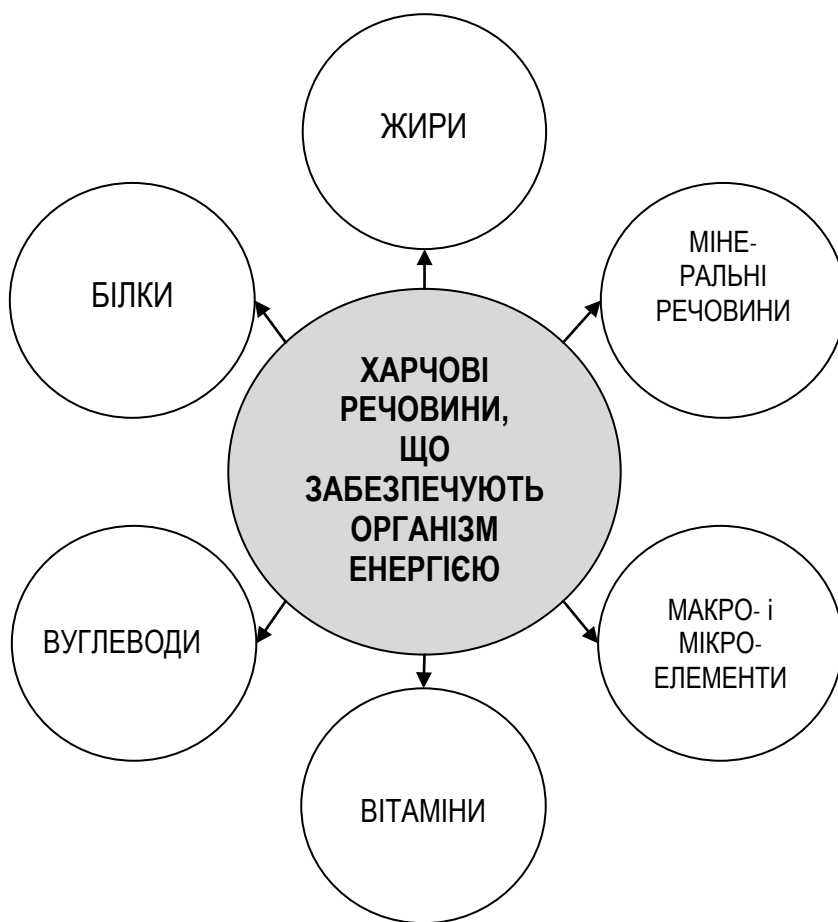 ЖИРИ
МІНЕ-
РАЛЬНІ
РЕЧОВИНИ
БІЛКИ
ХАРЧОВІ
РЕЧОВИНИ,
ЩО
ЗАБЕЗПЕЧУЮТЬ
ОРГАНІЗМ
ЕНЕРГІЄЮ
ВУГЛЕВОДИ
МАКРО- і
МІКРО-
ЕЛЕМЕНТИ
ВІТАМІНИ